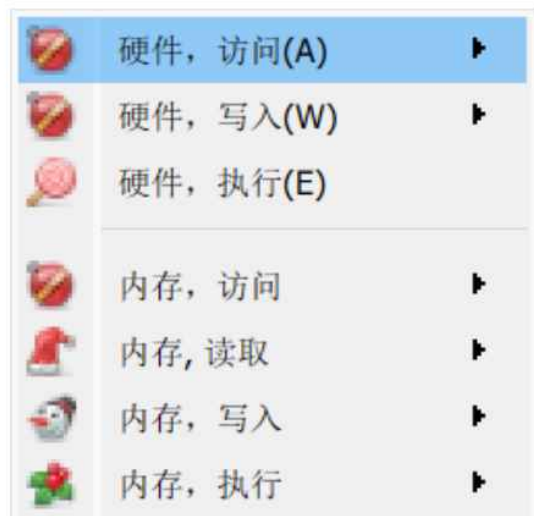 硬件，访问(A)
硬件，写入(W)
硬件，执行(E)
内存，访问
内存, 读取
内存，写入
内存，执行